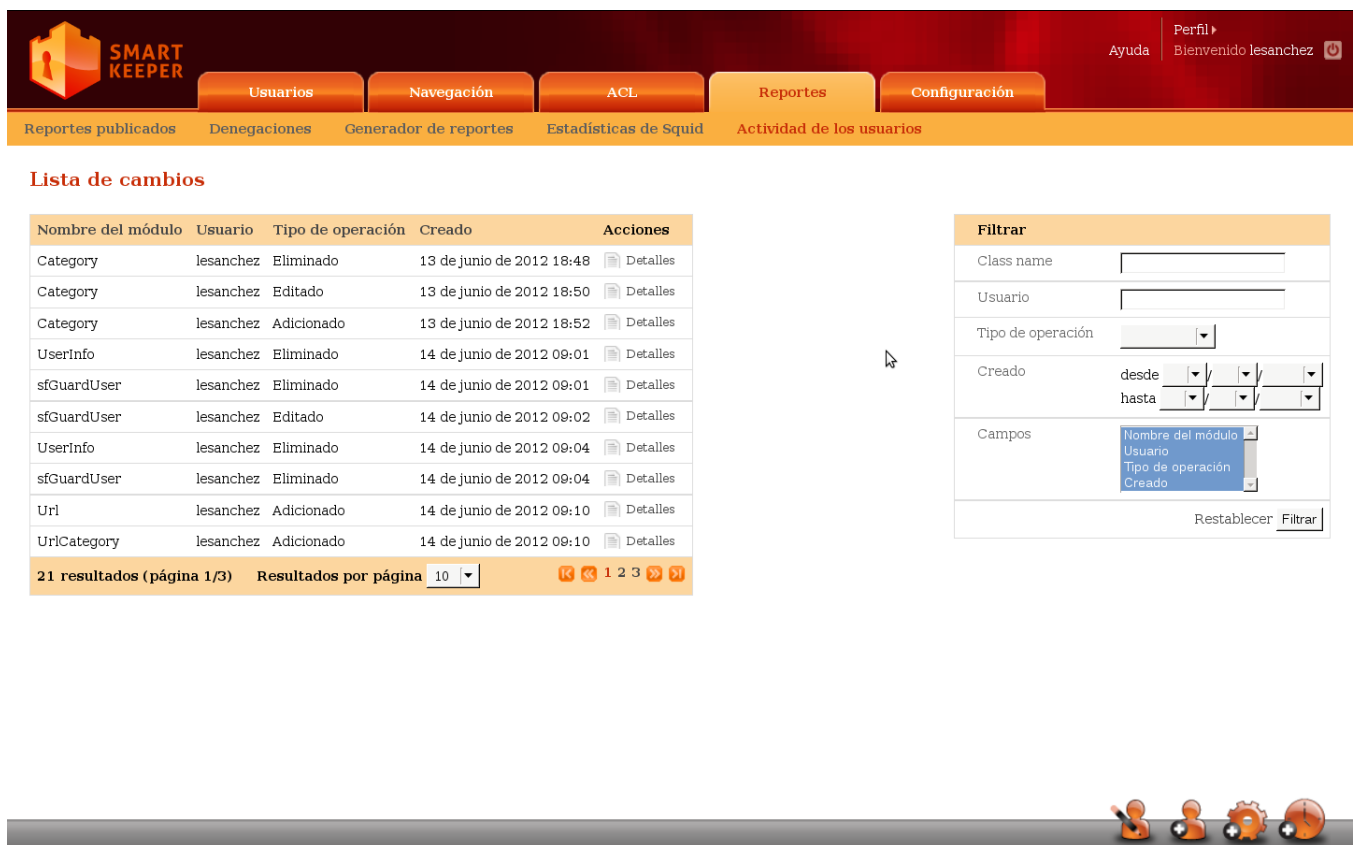 SMART
KEEPER
Perfil
Ayuda
Bienvenido lesanchez
Usuarios Navegación ACL Reportes Configuración
Reportes publicados Denegaciones Generador de reportes Estadísticas de Squid Actividad de los usuarios
Lista de cambios
Nombre del módulo Usuario Tipo de operación Creado Acciones
Category lesanchez Eliminado 13 de junio de 2012 18:48 Detalles
Category lesanchez Editado 13 de junio de 2012 18:50 Detalles
Category lesanchez Adicionado 13 de junio de 2012 18:52 Detalles
UserInfo lesanchez Eliminado 14 de junio de 2012 09:01 Detalles
sfGuardUser lesanchez Eliminado 14 de junio de 2012 09:01 Detalles
sfGuardUser lesanchez Editado 14 de junio de 2012 09:02 Detalles
UserInfo lesanchez Eliminado 14 de junio de 2012 09:04 Detalles
sfGuardUser lesanchez Eliminado 14 de junio de 2012 09:04 Detalles
Url lesanchez Adicionado 14 de junio de 2012 09:10 Detalles
UrlCategory lesanchez Adicionado 14 de junio de 2012 09:10 Detalles
21 resultados (página 1/3) Resultados por página 10 1 2 3
Filtrar
Class name
Usuario
Tipo de operación
Creado
desde / /
hasta / /
Campos
Nombre del módulo
Usuario
Tipo de operación
Creado
Restablecer Filtrar